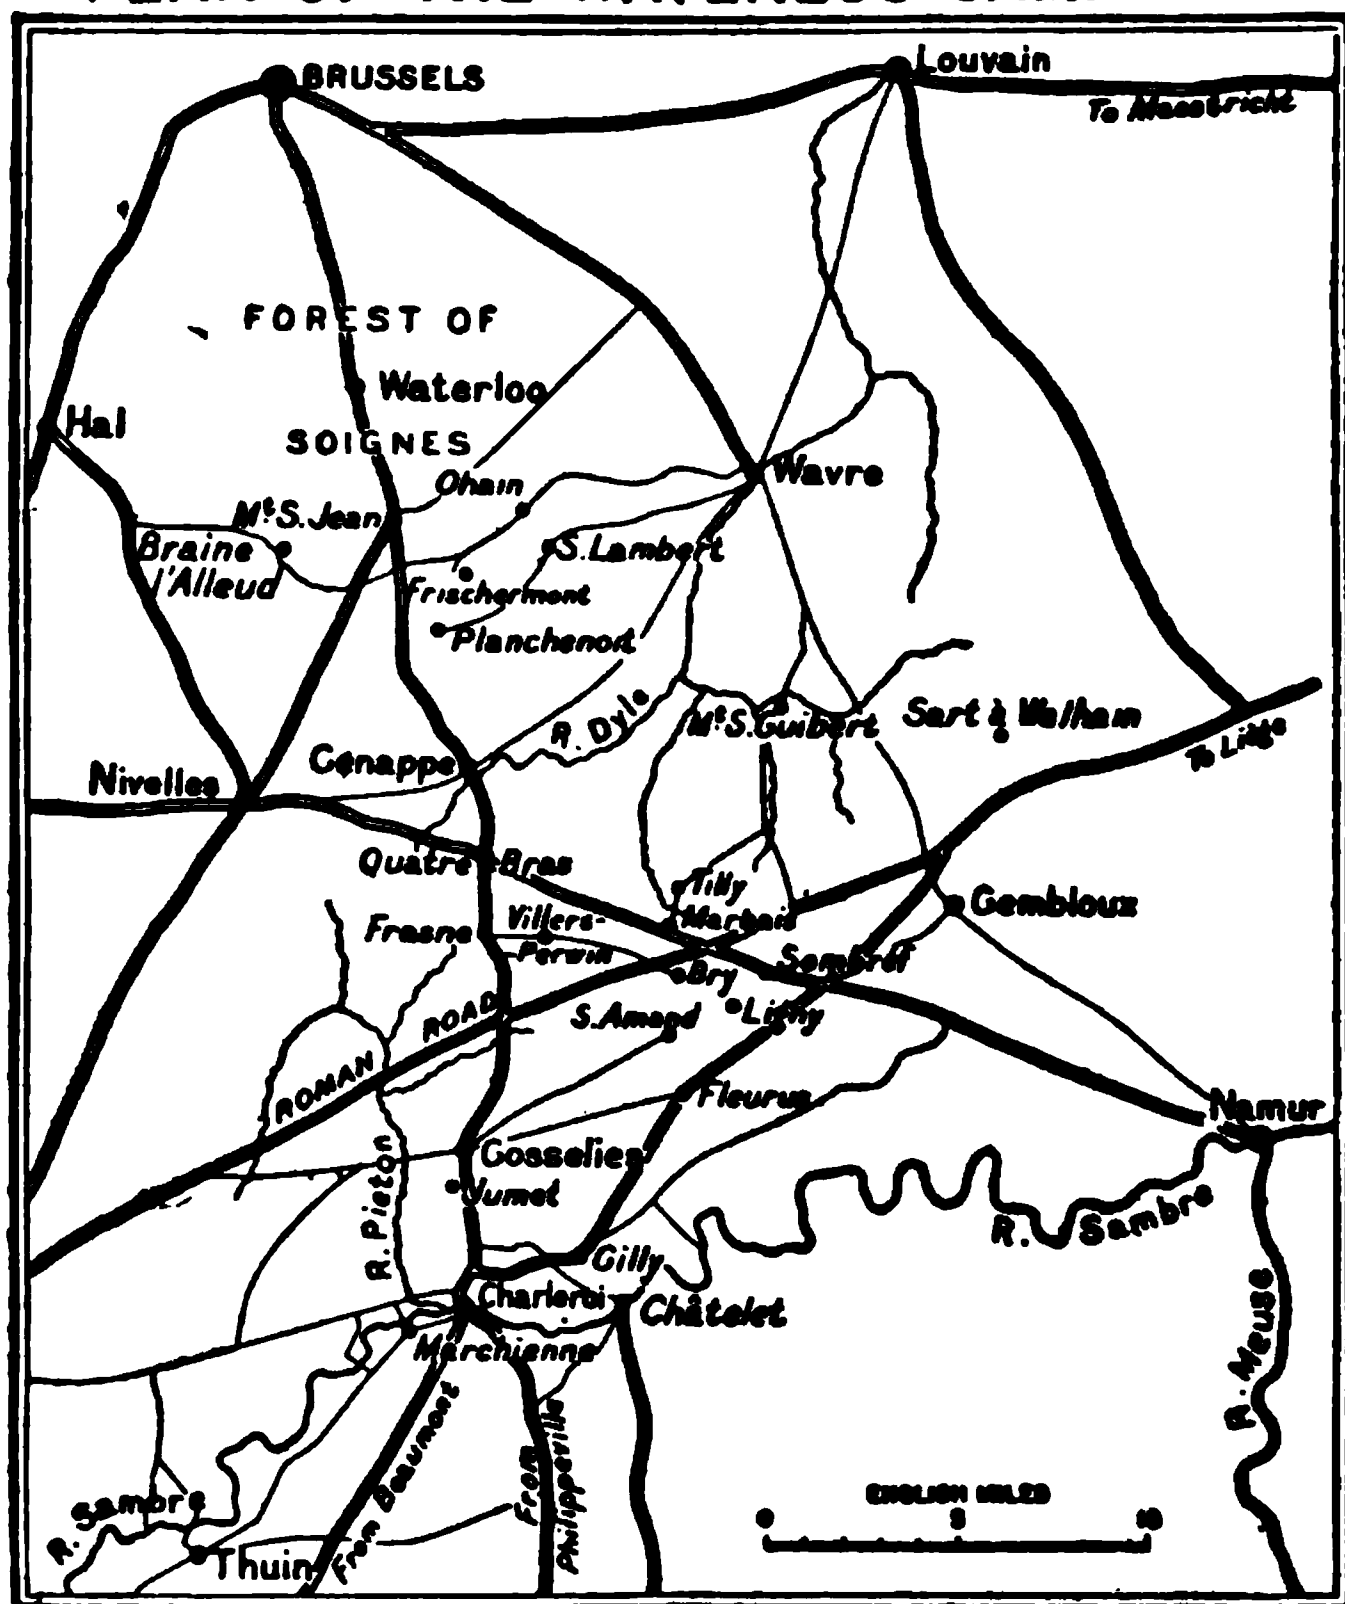 BRUSSELS
Louvain
To Maastricht
FOREST OF
Waterloo
Hal
SOIGNES
Ohain
Wavre
Mt S. Jean
Braine
l'Alleud
S. Lambert
Frischermont
Planchenort
R. Dyle
Mt S. Guibert
Sart à Walhain
To Liége
Genappe
Nivelles
Quatre Bras
Tilly
Gembloux
Marbais
Villers-
Perwin
Frasne
Sombref
Bry
Ligny
S. Amand
ROMAN ROAD
Fleurus
Namur
Gosselies
Jumet
R. Pieton
R. Sambre
Gilly
Charleroi
Châtelet
Marchienne
R. Meuse
From Beaumont
From
Philippeville
ENGLISH MILES
0 5 10
R. Sambre
Thuin